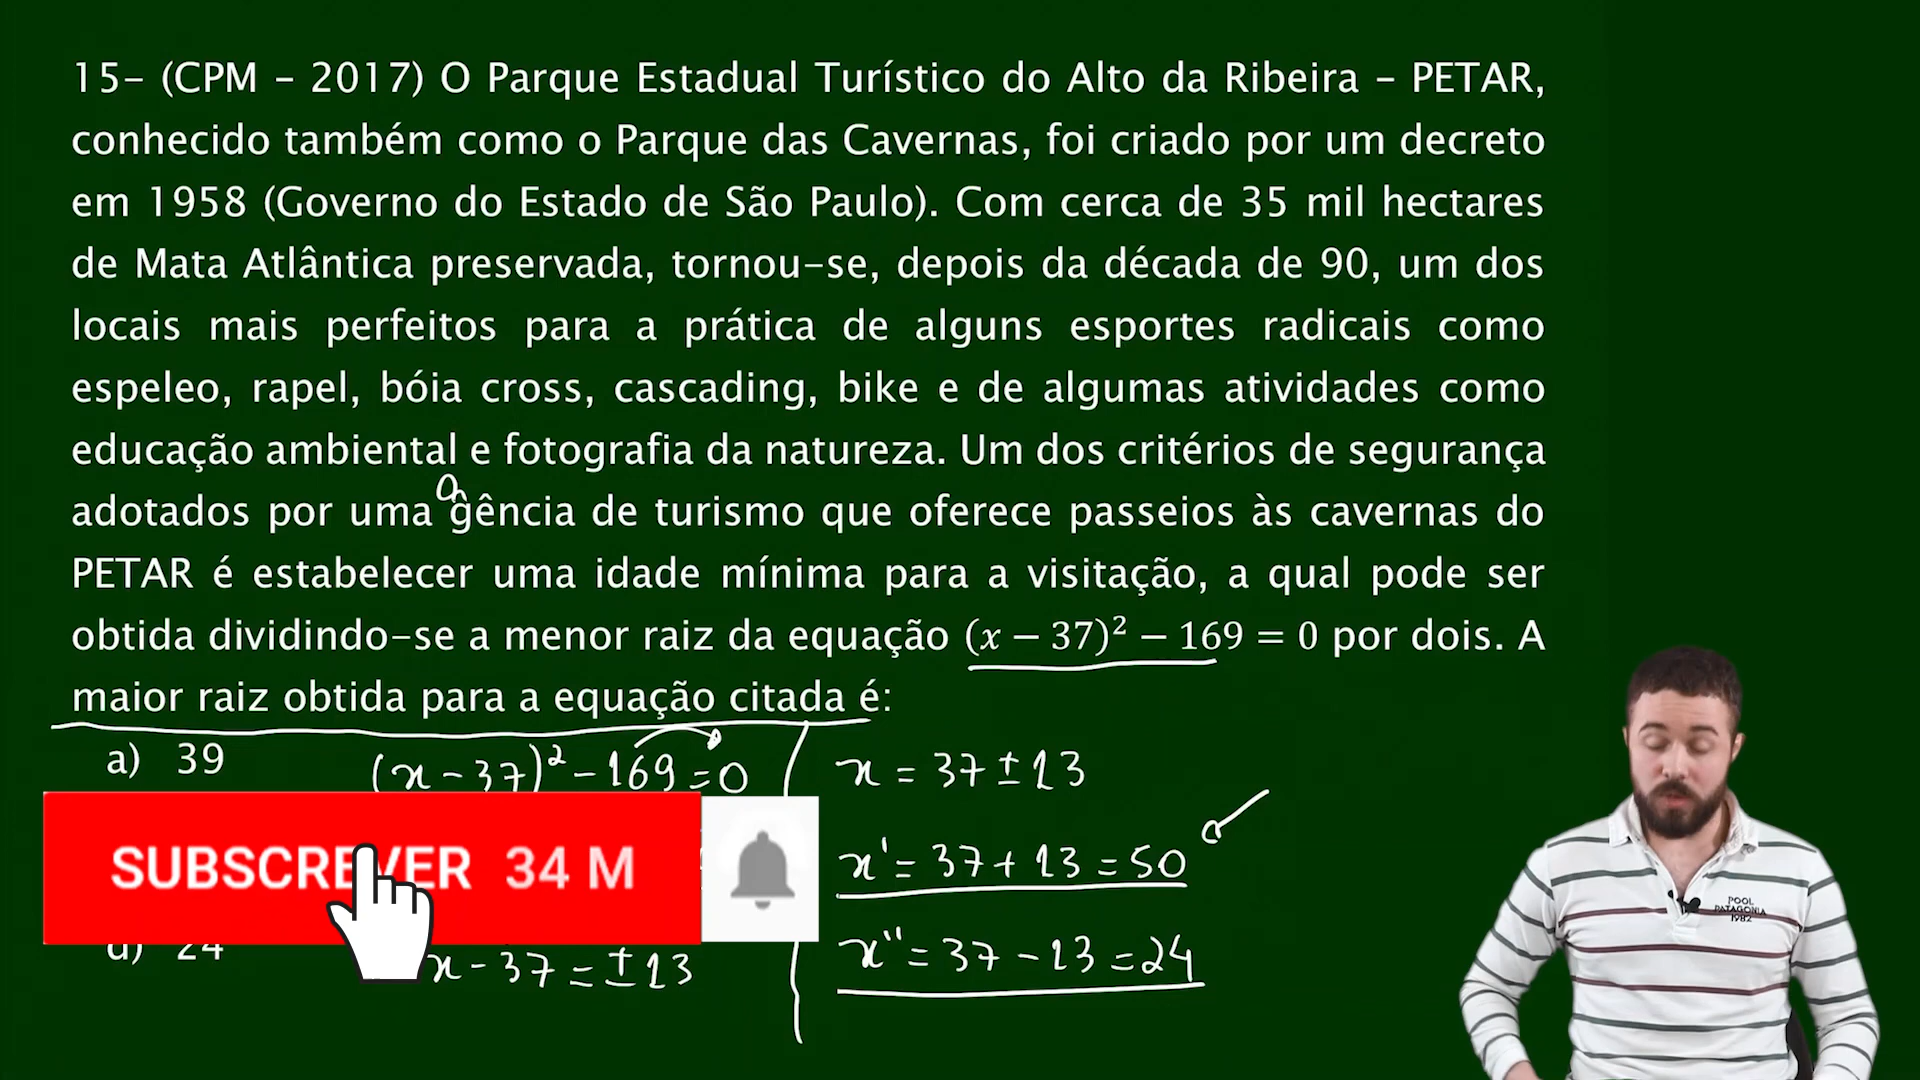 15- (CPM – 2017) O Parque Estadual Turístico do Alto da Ribeira – PETAR,
conhecido também como o Parque das Cavernas, foi criado por um decreto
em 1958 (Governo do Estado de São Paulo). Com cerca de 35 mil hectares
de Mata Atlântica preservada, tornou-se, depois da década de 90, um dos
locais mais perfeitos para a prática de alguns esportes radicais como
espeleo, rapel, bóia cross, cascading, bike e de algumas atividades como
educação ambiental e fotografia da natureza. Um dos critérios de segurança
adotados por uma gência de turismo que oferece passeios às cavernas do
a
PETAR é estabelecer uma idade mínima para a visitação, a qual pode ser
obtida dividindo-se a menor raiz da equação (x − 37)² − 169 = 0 por dois. A
maior raiz obtida para a equação citada é:
a) 39
(x - 37)² - 169 = 0
SUBSCREVER 34 M
d) 24
x - 37 = ± 13
x = 37 ± 13
x' = 37 + 13 = 50
x'' = 37 - 13 = 24
POOL
PATAGONIA
1982